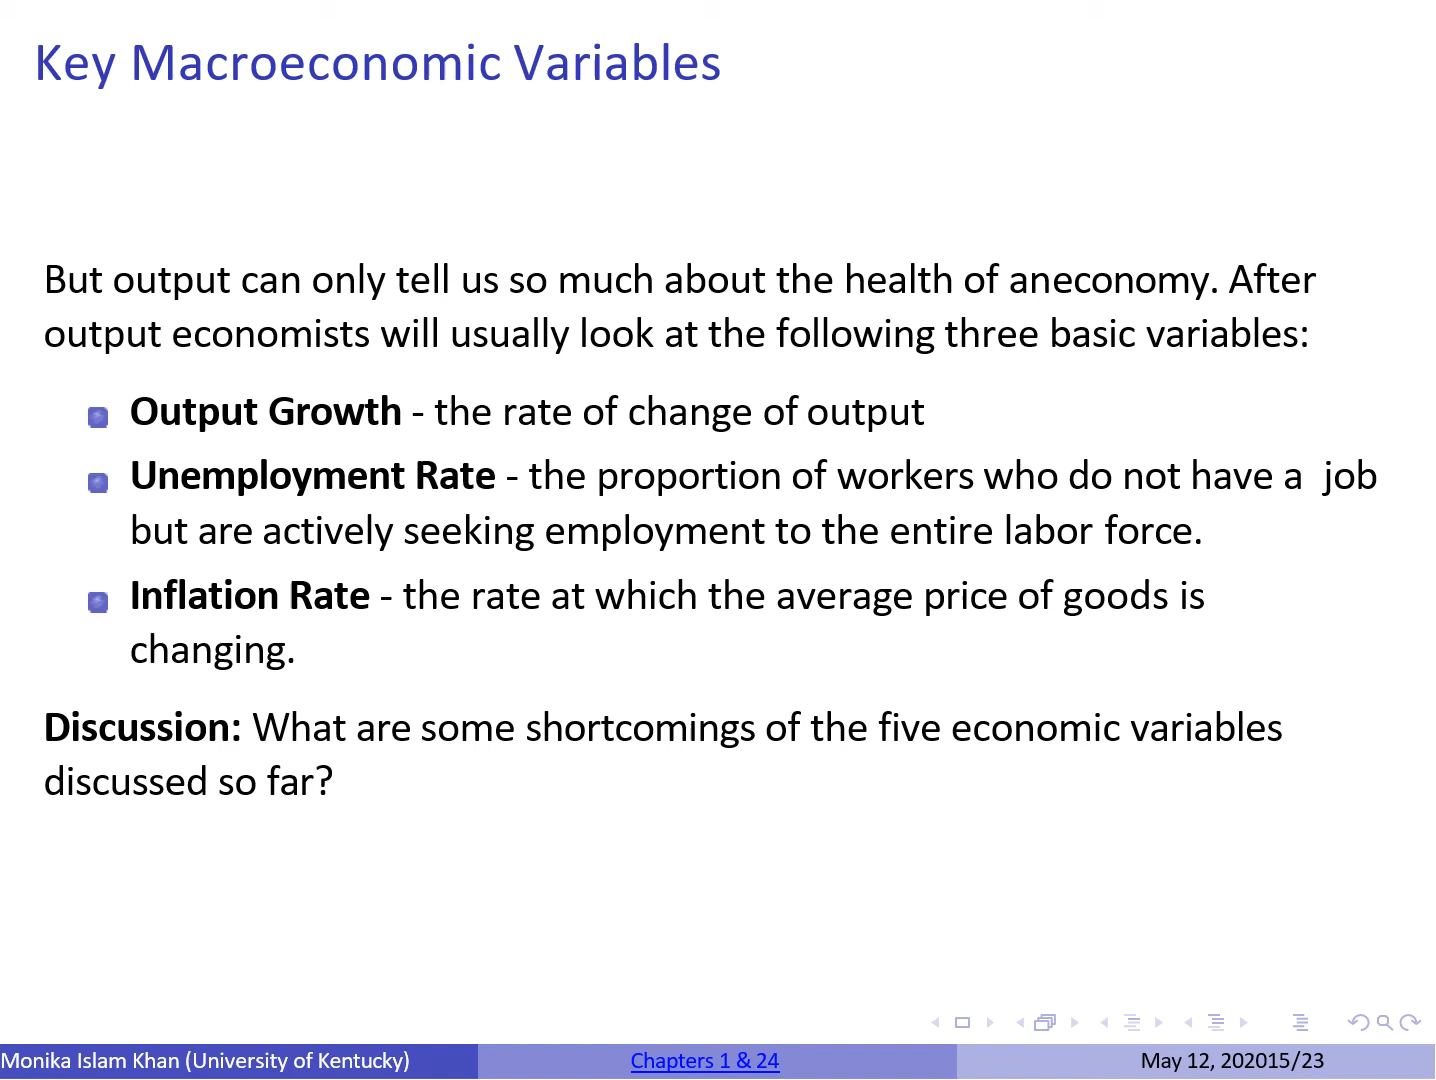 Key Macroeconomic Variables
But output can only tell us so much about the health of aneconomy. After
output economists will usually look at the following three basic variables:
Output Growth - the rate of change of output
Unemployment Rate - the proportion of workers who do not have a job
but are actively seeking employment to the entire labor force.
Inflation Rate - the rate at which the average price of goods is
changing.
Discussion: What are some shortcomings of the five economic variables
discussed so far?
Monika Islam Khan (University of Kentucky) Chapters 1 & 24 May 12, 202015/23